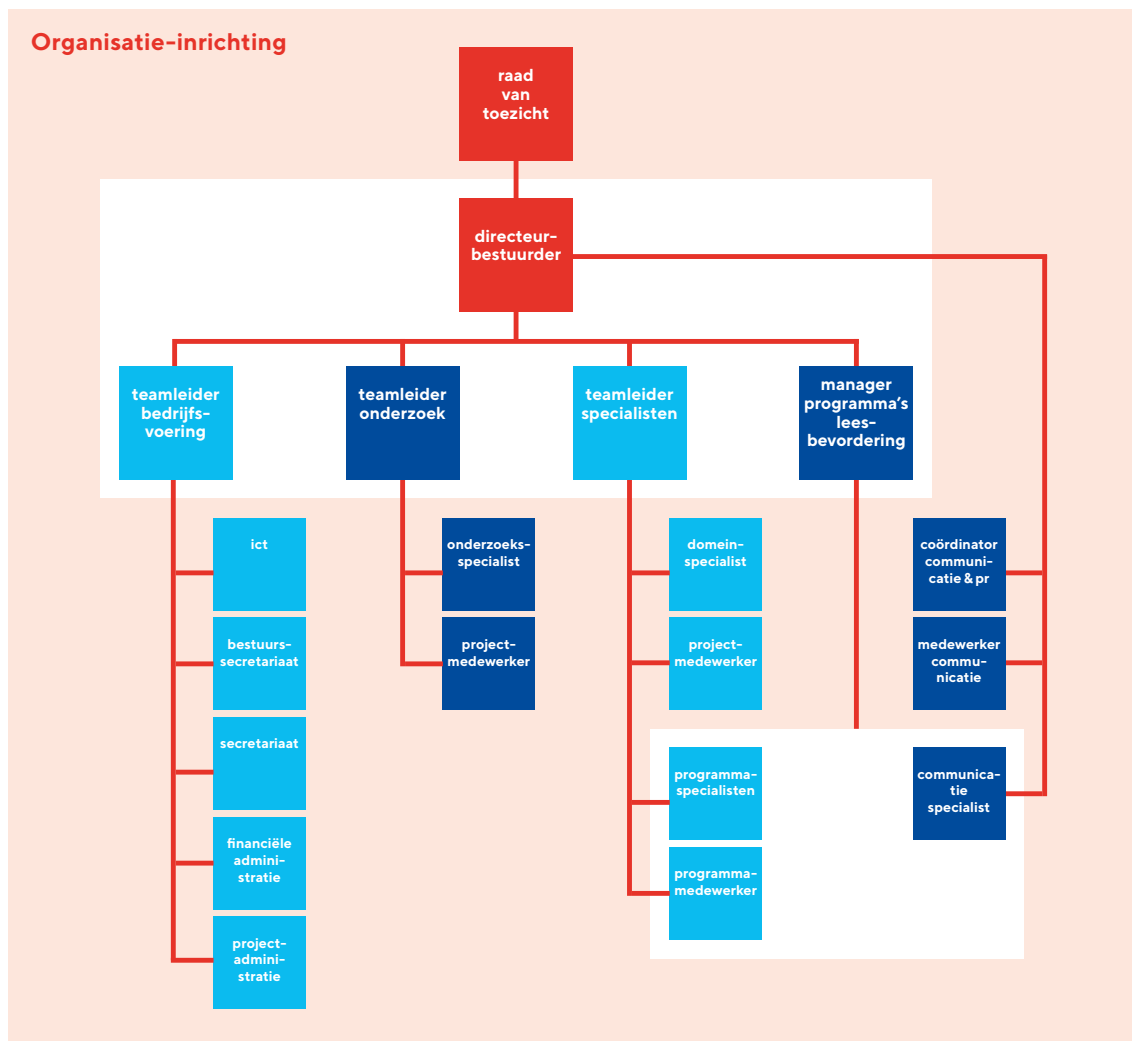 Organisatie-inrichting
raad
van
toezicht
directeur-
bestuurder
teamleider
bedrijfs-
voering
teamleider
onderzoek
teamleider
specialisten
manager
programma's
lees-
bevordering
ict
bestuurs-
secretariaat
secretariaat
financiële
admini-
stratie
project-
admini-
stratie
onderzoeks-
specialist
project-
medewerker
domein-
specialist
project-
medewerker
programma-
specialisten
programma-
medewerker
coördinator
communi-
catie & pr
medewerker
commu-
nicatie
communica-
tie
specialist